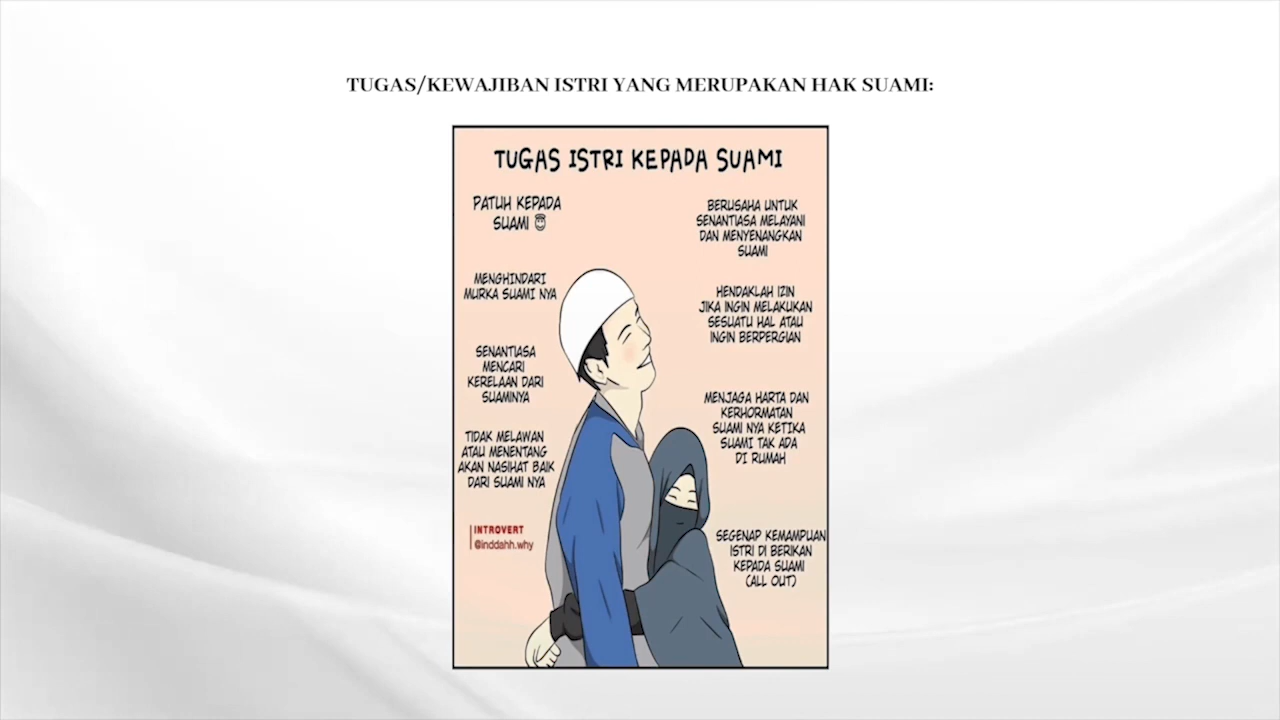 TUGAS/KEWAJIBAN ISTRI YANG MERUPAKAN HAK SUAMI:
TUGAS ISTRI KEPADA SUAMI
PATUH KEPADA
SUAMI 😇
MENGHINDARI
MURKA SUAMI NYA
SENANTIASA
MENCARI
KERELAAN DARI
SUAMINYA
TIDAK MELAWAN
ATAU MENENTANG
AKAN NASIHAT BAIK
DARI SUAMI NYA
INTROVERT
@inddahh.why
BERUSAHA UNTUK
SENANTIASA MELAYANI
DAN MENYENANGKAN
SUAMI
HENDAKLAH IZIN
JIKA INGIN MELAKUKAN
SESUATU HAL ATAU
INGIN BERPERGIAN
MENJAGA HARTA DAN
KERHORMATAN
SUAMI NYA KETIKA
SUAMI TAK ADA
DI RUMAH
SEGENAP KEMAMPUAN
ISTRI DI BERIKAN
KEPADA SUAMI
(ALL OUT)